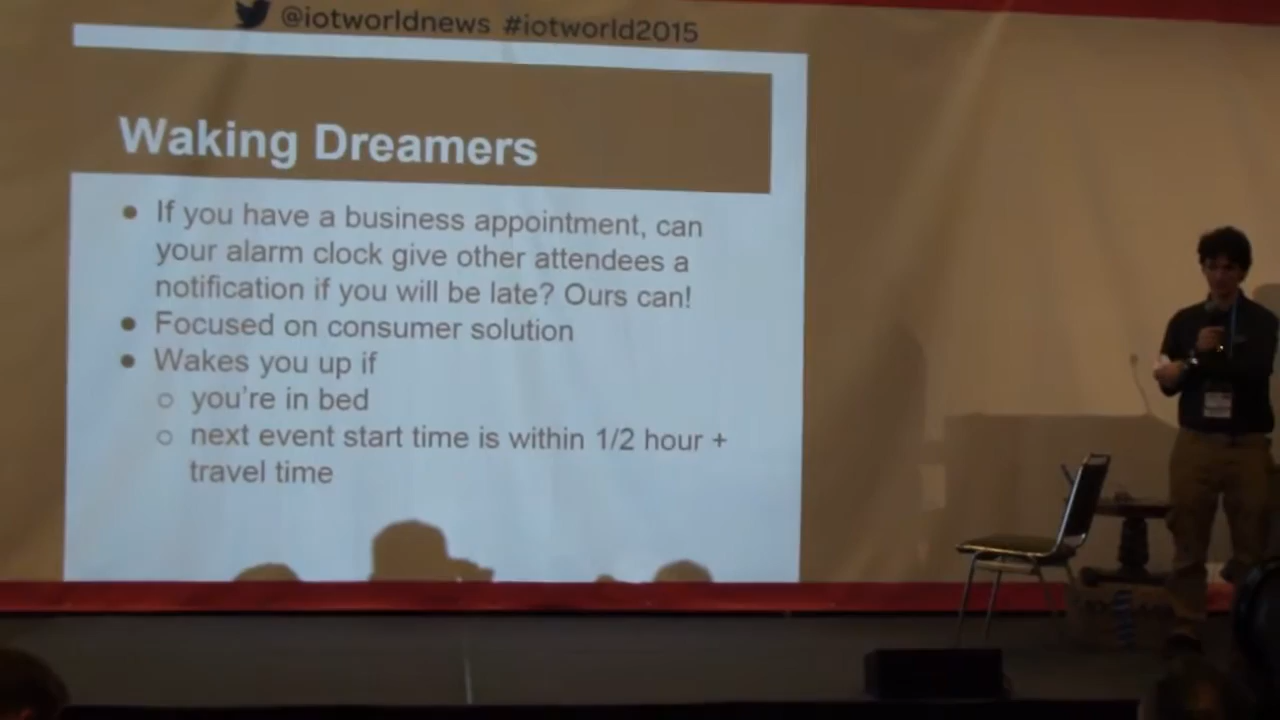 @iotworldnews #iotworld2015
Waking Dreamers
● If you have a business appointment, can
your alarm clock give other attendees a
notification if you will be late? Ours can!
● Focused on consumer solution
● Wakes you up if
○ you're in bed
○ next event start time is within 1/2 hour +
travel time